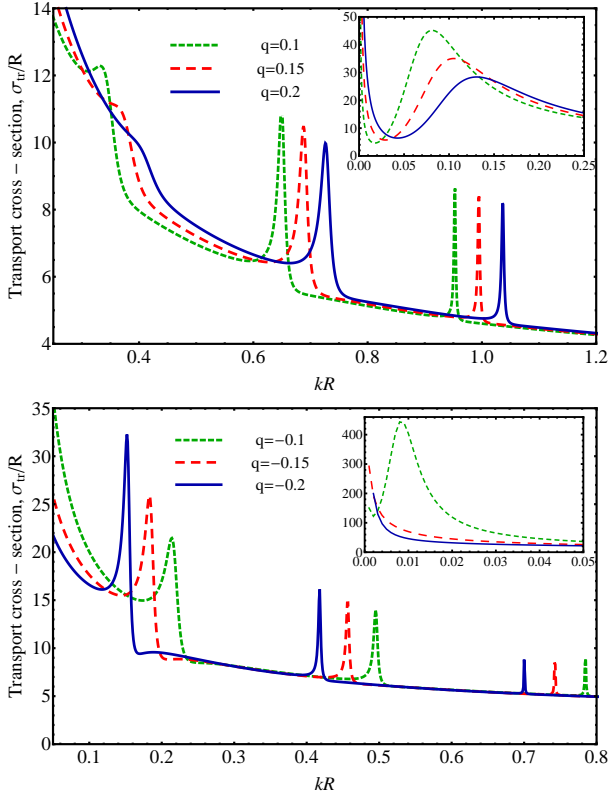 Transport cross − section, σtr/R
14
12
10
8
6
4
q=0.1
q=0.15
q=0.2
50
40
30
20
10
0
0.00 0.05 0.10 0.15 0.20 0.25
0.4 0.6 0.8 1.0 1.2
kR
Transport cross − section, σtr/R
35
30
25
20
15
10
5
0
q=−0.1
q=−0.15
q=−0.2
400
300
200
100
0
0.00 0.01 0.02 0.03 0.04 0.05
0.1 0.2 0.3 0.4 0.5 0.6 0.7 0.8
kR